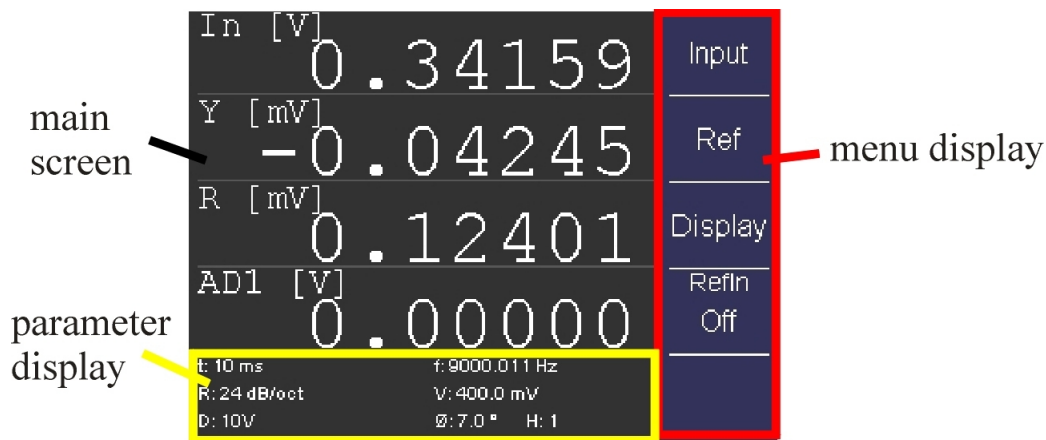 In [V]
0.34159
Y [mV]
-0.04245
R [mV]
0.12401
AD1 [V]
0.00000
t: 10 ms
f: 9000.011 Hz
R: 24 dB/oct
V: 400.0 mV
D: 10V
Ø: 7.0 °
H: 1
Input
Ref
Display
RefIn
Off
main
screen
parameter
display
menu display